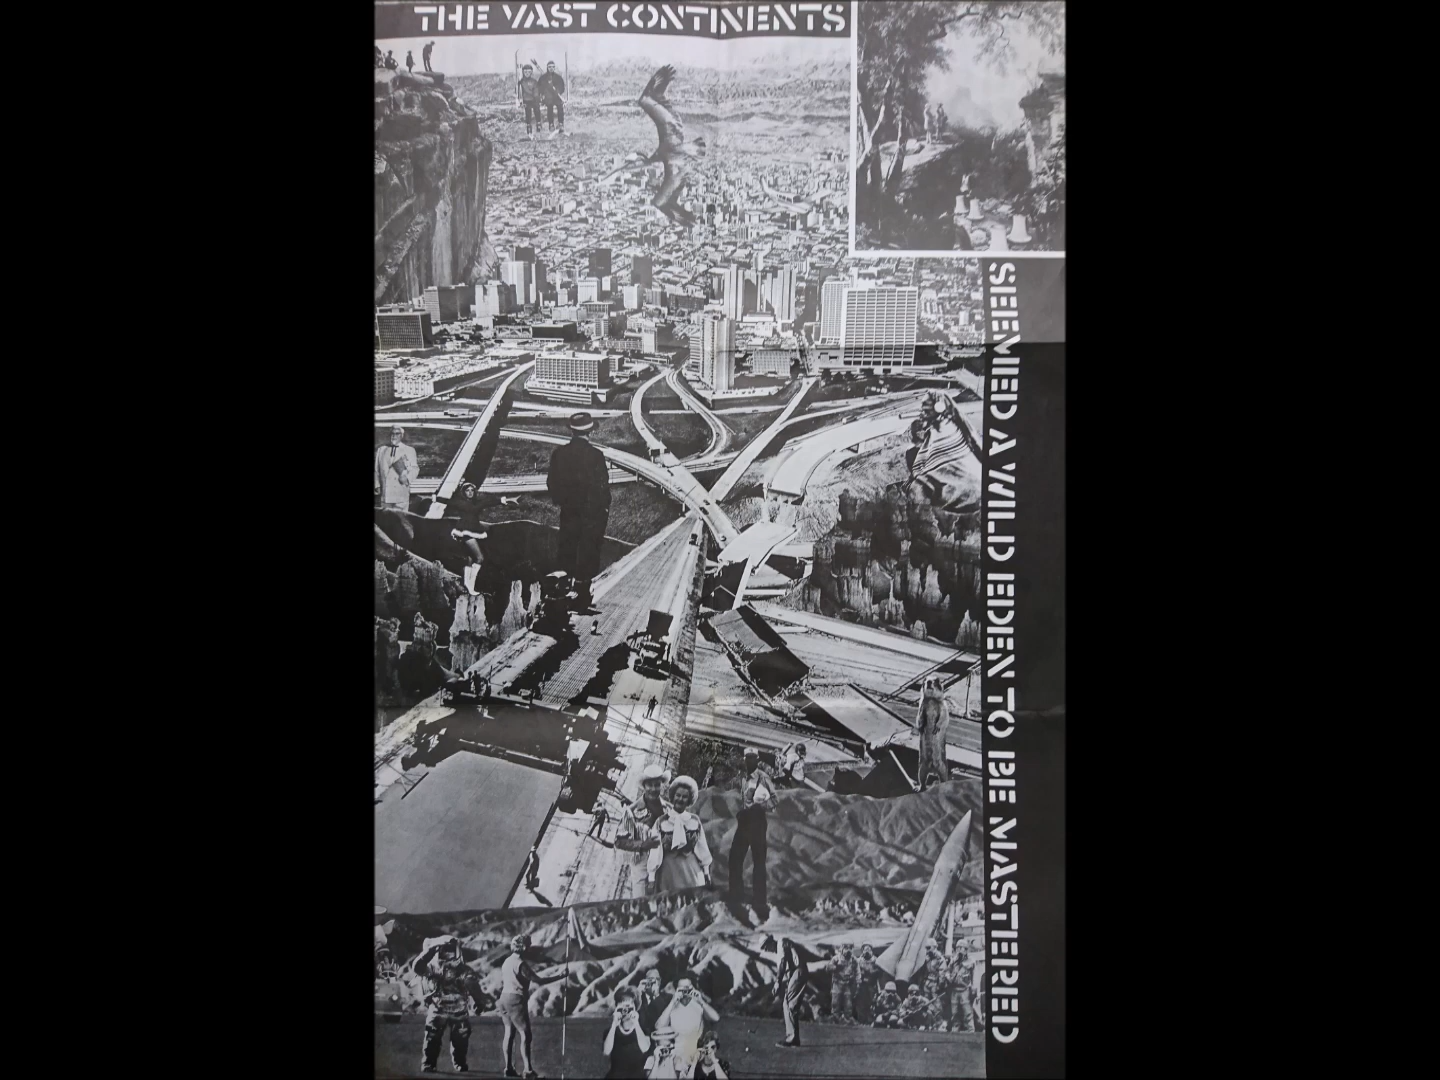 THE VAST CONTINENTS
SEEMED A WILD EDEN TO BE MASTERED